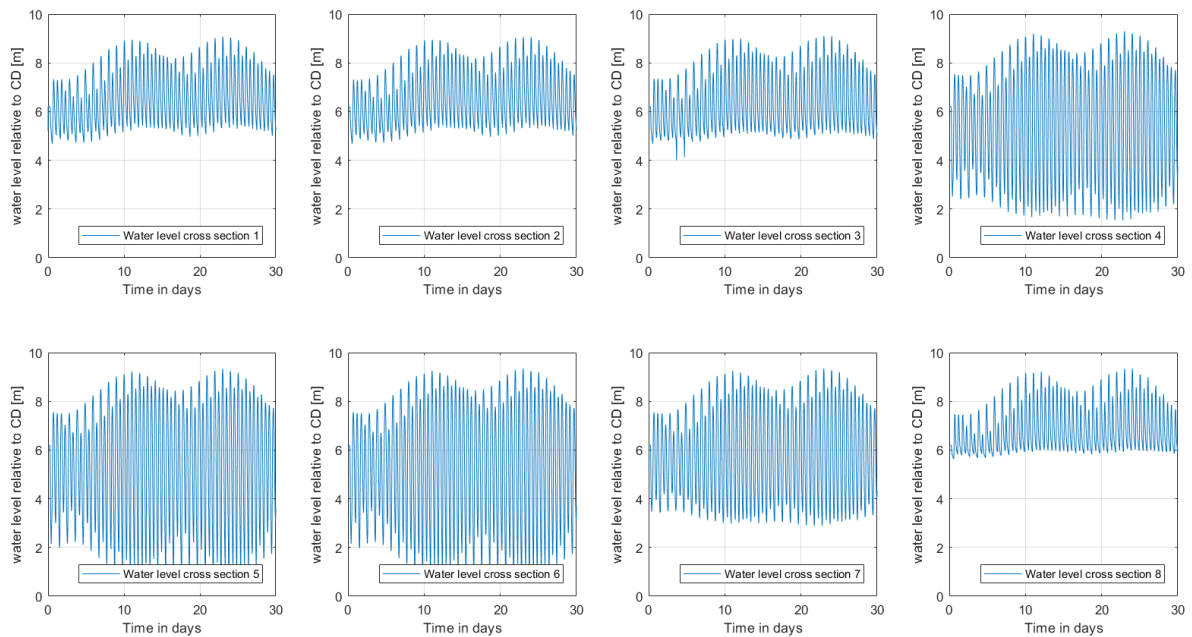 10
8
6
4
2
0
water level relative to CD [m]
Water level cross section 1
0 10 20 30
Time in days
10
8
6
4
2
0
water level relative to CD [m]
Water level cross section 2
0 10 20 30
Time in days
10
8
6
4
2
0
water level relative to CD [m]
Water level cross section 3
0 10 20 30
Time in days
10
8
6
4
2
0
water level relative to CD [m]
Water level cross section 4
0 10 20 30
Time in days
10
8
6
4
2
0
water level relative to CD [m]
Water level cross section 5
0 10 20 30
Time in days
10
8
6
4
2
0
water level relative to CD [m]
Water level cross section 6
0 10 20 30
Time in days
10
8
6
4
2
0
water level relative to CD [m]
Water level cross section 7
0 10 20 30
Time in days
10
8
6
4
2
0
water level relative to CD [m]
Water level cross section 8
0 10 20 30
Time in days